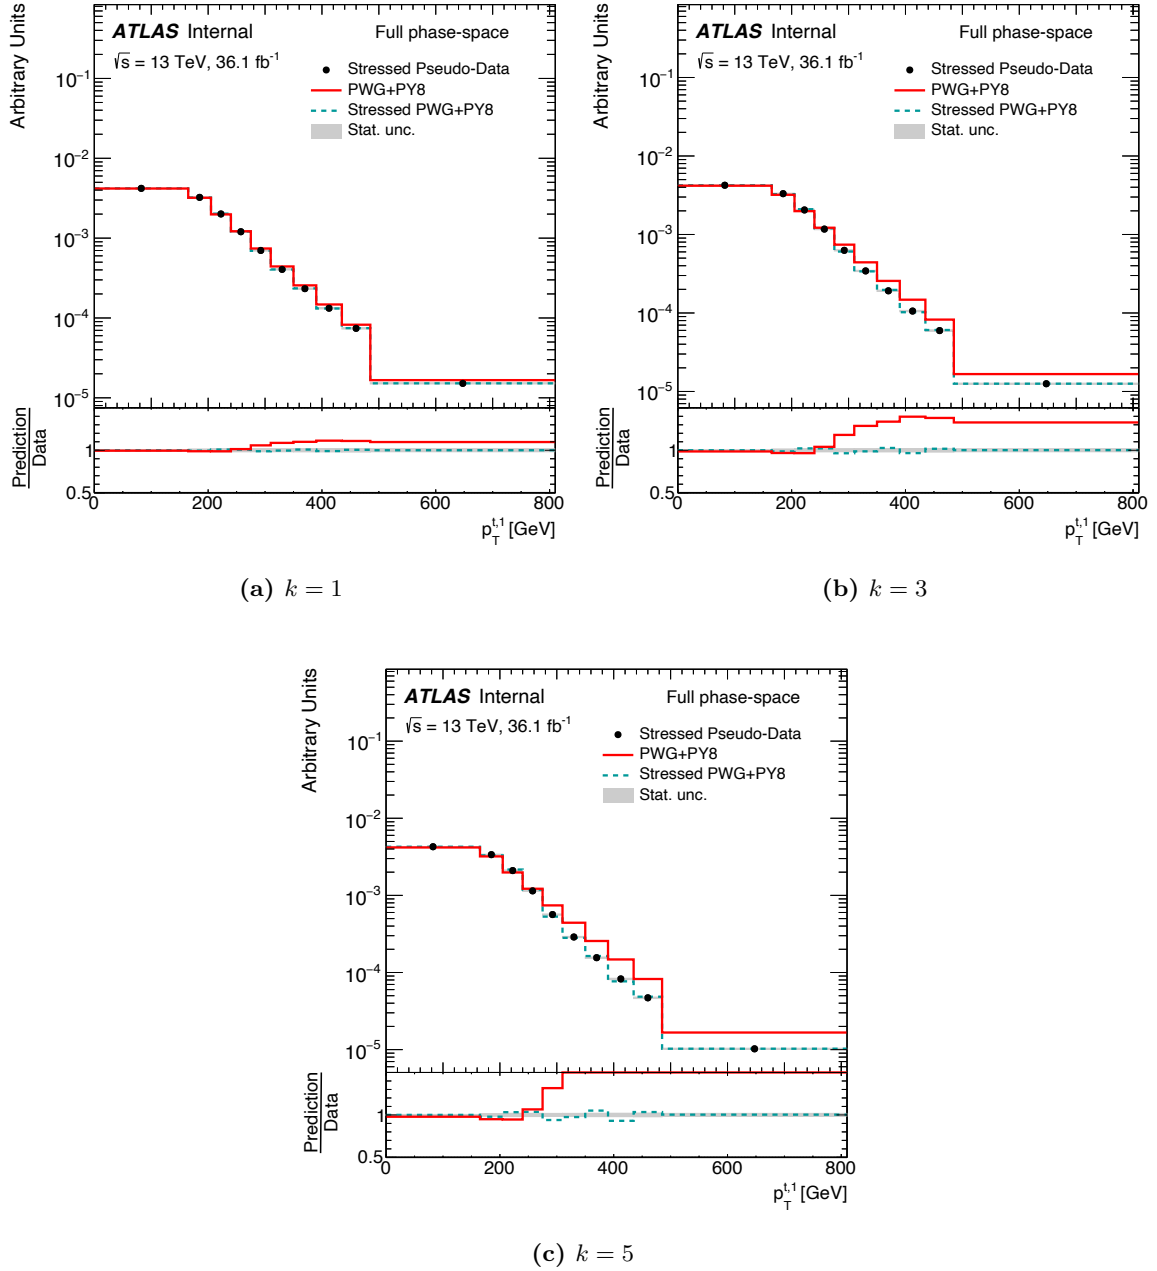 ATLAS Internal
Full phase-space
√s = 13 TeV, 36.1 fb⁻¹
Stressed Pseudo-Data
PWG+PY8
Stressed PWG+PY8
Stat. unc.
Arbitrary Units
10⁻¹
10⁻²
10⁻³
10⁻⁴
10⁻⁵
Prediction
Data
1
0.5
0 200 400 600 800
p_T^{t,1} [GeV]
(a) k = 1
ATLAS Internal
Full phase-space
√s = 13 TeV, 36.1 fb⁻¹
Stressed Pseudo-Data
PWG+PY8
Stressed PWG+PY8
Stat. unc.
Arbitrary Units
10⁻¹
10⁻²
10⁻³
10⁻⁴
10⁻⁵
Prediction
Data
1
0.5
0 200 400 600 800
p_T^{t,1} [GeV]
(b) k = 3
ATLAS Internal
Full phase-space
√s = 13 TeV, 36.1 fb⁻¹
Stressed Pseudo-Data
PWG+PY8
Stressed PWG+PY8
Stat. unc.
Arbitrary Units
10⁻¹
10⁻²
10⁻³
10⁻⁴
10⁻⁵
Prediction
Data
1
0.5
0 200 400 600 800
p_T^{t,1} [GeV]
(c) k = 5